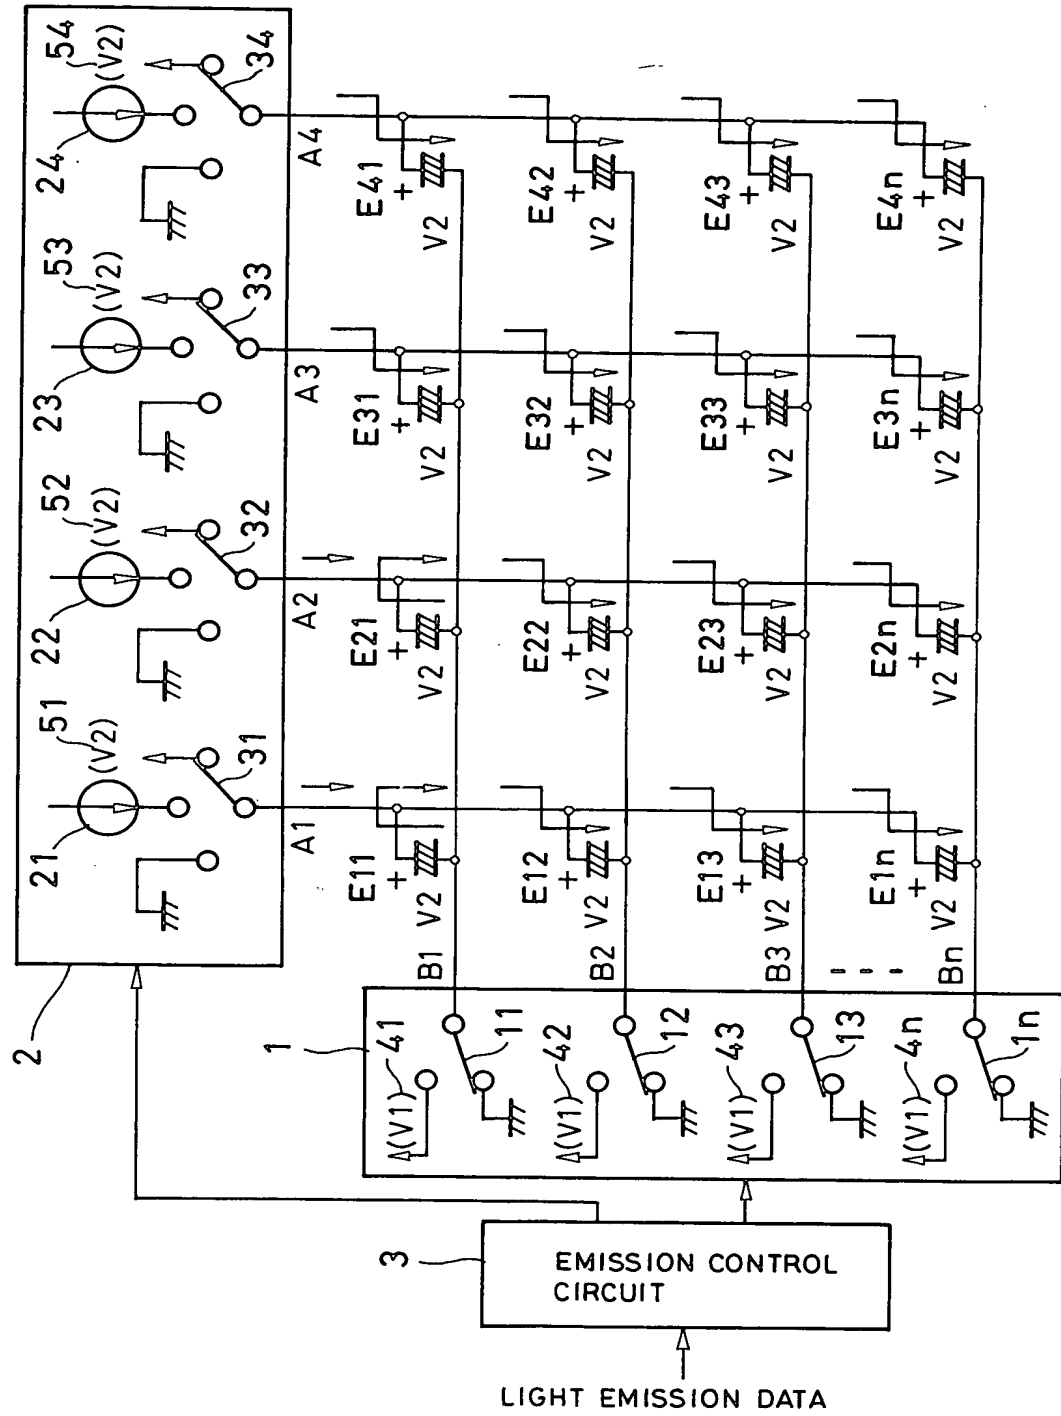 24
54
(V2)
34
23
53
(V2)
33
22
52
(V2)
32
21
51
(V2)
31
2
A1
A2
A3
A4
E11
+
V2
E21
+
V2
E31
+
V2
E41
+
V2
B1
E12
+
V2
E22
+
V2
E32
+
V2
E42
+
V2
B2
E13
+
V2
E23
+
V2
E33
+
V2
E43
+
V2
B3
E1n
+
V2
E2n
+
V2
E3n
+
V2
E4n
+
V2
Bn
1
(V1)
41
11
(V1)
42
12
(V1)
43
13
(V1)
4n
1n
3
EMISSION CONTROL
CIRCUIT
LIGHT EMISSION DATA